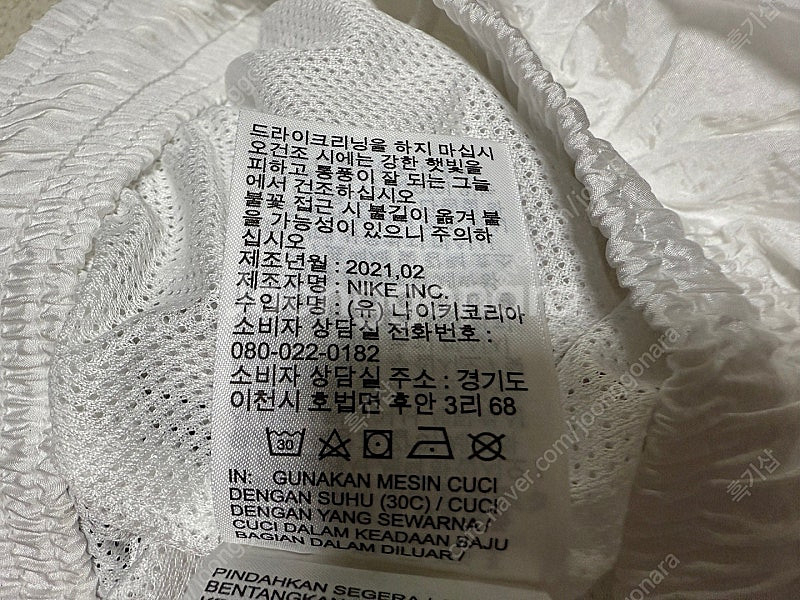 드라이크리닝을 하지 마십시
오건조 시에는 강한 햇빛을
피하고, 통풍이 잘 되는 그늘
에서 건조하십시오
불꽃 접근 시 불길이 옮겨 붙
을 가능성이 있으니 주의하
십시오
제조년월 : 2021,02
제조자명 : NIKE INC.
수입자명 : (유) 나이키코리아
소비자 상담실 전화번호 :
080-022-0182
소비자 상담실 주소 : 경기도
이천시 호법면 후안 3리 68
30
IN: GUNAKAN MESIN CUCI
DENGAN SUHU (30C) / CUCI
DENGAN YANG SEWARNA /
CUCI DALAM KEADAAN BAJU
BAGIAN DALAM DILUAR /
PINDAHKAN SEGERA
BENTANGKAN
흑기삽